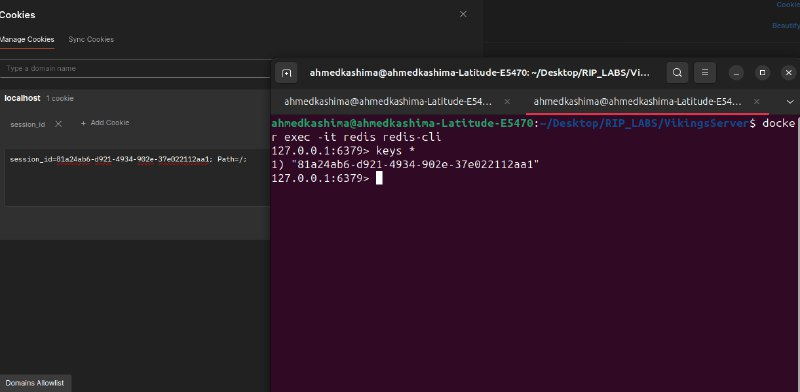 Cookies
Cookie
Beautify
Manage Cookies
Sync Cookies
Type a domain name
localhost 1 cookie
session_id
+ Add Cookie
session_id=81a24ab6-d921-4934-902e-37e022112aa1; Path=/;
Domains Allowlist
ahmedkashima@ahmedkashima-Latitude-E5470: ~/Desktop/RIP_LABS/Vi...
ahmedkashima@ahmedkashima-Latitude-E54...
ahmedkashima@ahmedkashima-Latitude-E54...
ahmedkashima@ahmedkashima-Latitude-E5470:~/Desktop/RIP_LABS/VikingsServer$ docke
r exec -it redis redis-cli
127.0.0.1:6379> keys *
1) "81a24ab6-d921-4934-902e-37e022112aa1"
127.0.0.1:6379>